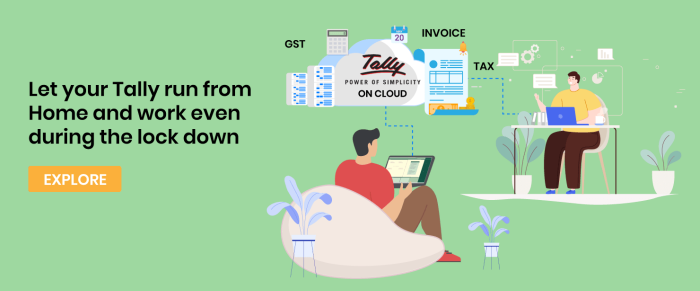 Let your Tally run from
Home and work even
during the lock down
EXPLORE
GST
20
INVOICE
TAX
Tally
POWER OF SIMPLICITY
ON CLOUD